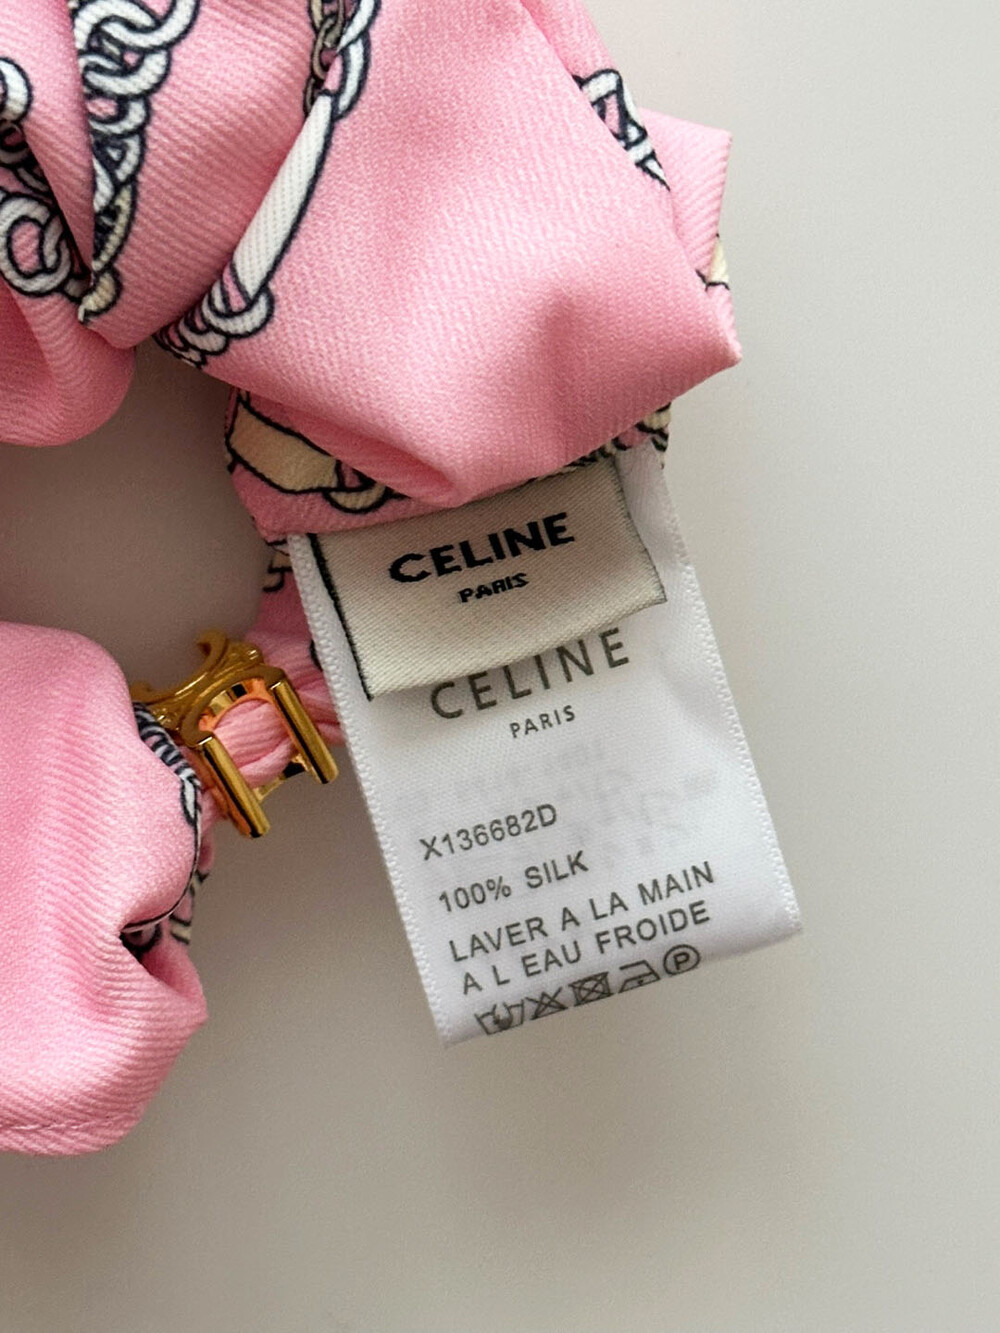 CELINE
PARIS
CELINE
PARIS
X136682D
100% SILK
LAVER A LA MAIN
A L EAU FROIDE
P